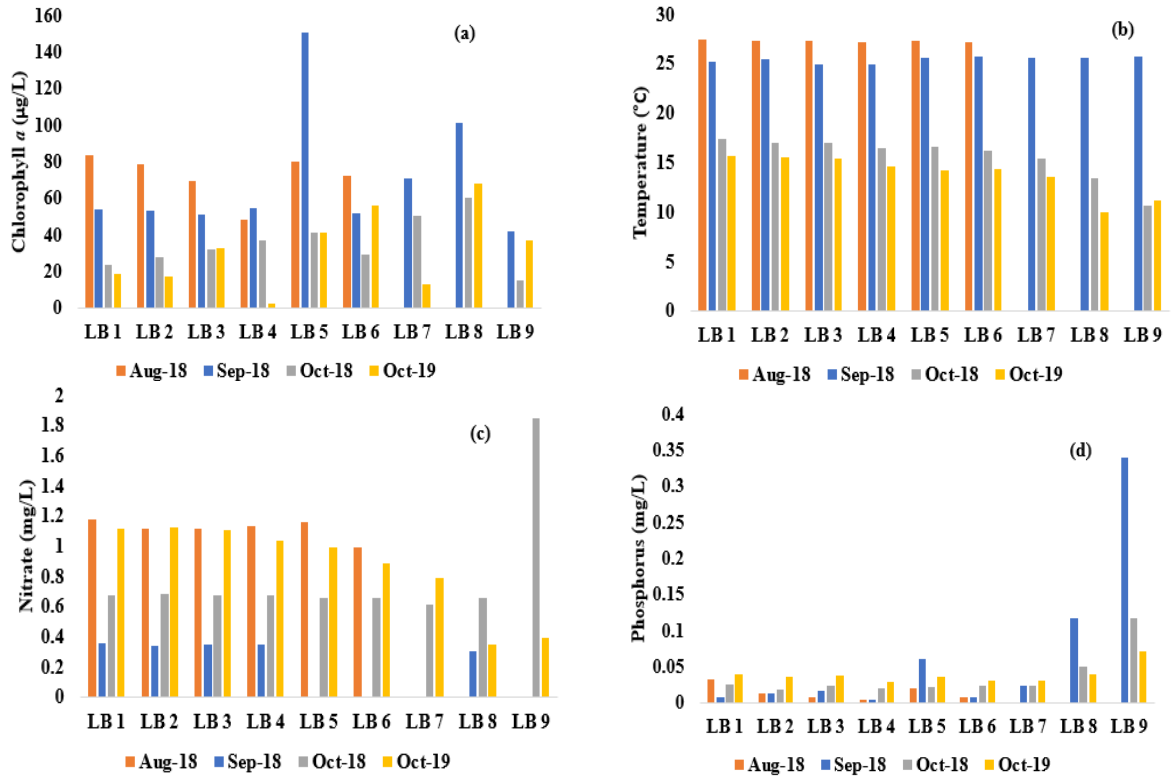 (a)
Chlorophyll a (µg/L)
160
140
120
100
80
60
40
20
0
LB 1 LB 2 LB 3 LB 4 LB 5 LB 6 LB 7 LB 8 LB 9
Aug-18 Sep-18 Oct-18 Oct-19
(b)
Temperature (°C)
30
25
20
15
10
5
0
LB 1 LB 2 LB 3 LB 4 LB 5 LB 6 LB 7 LB 8 LB 9
Aug-18 Sep-18 Oct-18 Oct-19
(c)
Nitrate (mg/L)
2
1.8
1.6
1.4
1.2
1
0.8
0.6
0.4
0.2
0
LB 1 LB 2 LB 3 LB 4 LB 5 LB 6 LB 7 LB 8 LB 9
Aug-18 Sep-18 Oct-18 Oct-19
(d)
Phosphorus (mg/L)
0.4
0.35
0.3
0.25
0.2
0.15
0.1
0.05
0
LB 1 LB 2 LB 3 LB 4 LB 5 LB 6 LB 7 LB 8 LB 9
Aug-18 Sep-18 Oct-18 Oct-19